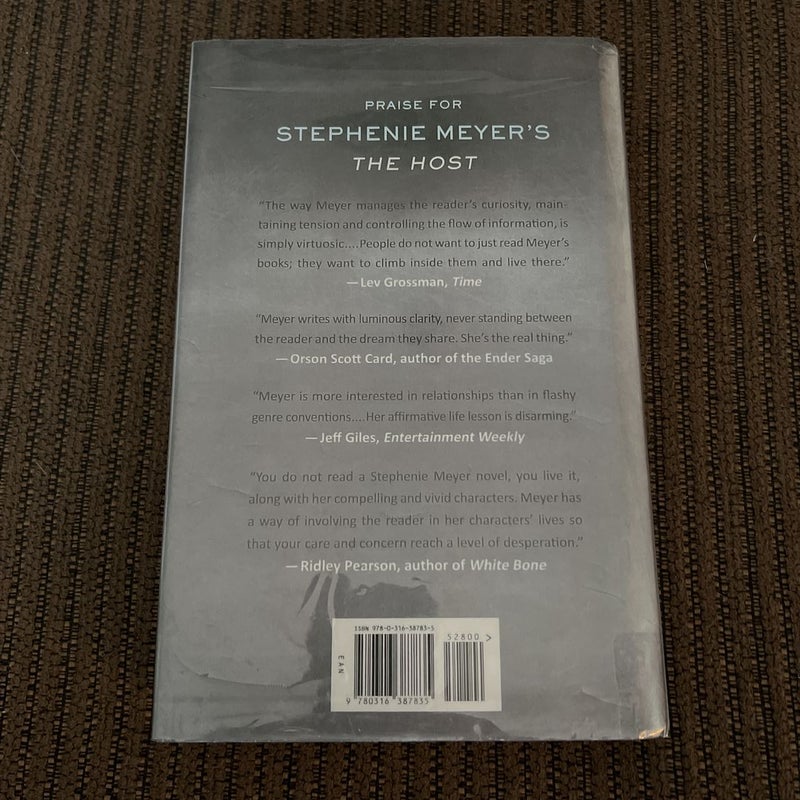 PRAISE FOR
STEPHENIE MEYER'S
THE HOST
“The way Meyer manages the reader's curiosity, main-
taining tension and controlling the flow of information, is
simply virtuosic....People do not want to just read Meyer's
books; they want to climb inside them and live there.”
—Lev Grossman, Time
“Meyer writes with luminous clarity, never standing between
the reader and the dream they share. She's the real thing.”
—Orson Scott Card, author of the Ender Saga
“Meyer is more interested in relationships than in flashy
genre conventions....Her affirmative life lesson is disarming.”
—Jeff Giles, Entertainment Weekly
“You do not read a Stephenie Meyer novel, you live it,
along with her compelling and vivid characters. Meyer has
a way of involving the reader in her characters' lives so
that your care and concern reach a level of desperation.”
—Ridley Pearson, author of White Bone
ISBN 978-0-316-38783-5
52800 >
EAN
9 780316 387835